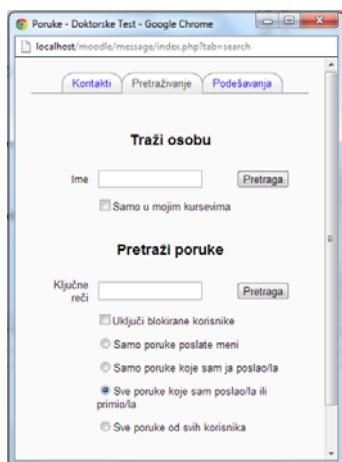 Poruke - Doktorske Test - Google Chrome
localhost/moodle/message/index.php?tab=search
Kontakti Pretraživanje Podešavanja
Traži osobu
Ime Pretraga
Samo u mojim kursevima
Pretraži poruke
Ključne
reči Pretraga
Uključi blokirane korisnike
Samo poruke poslate meni
Samo poruke koje sam ja poslao/la
Sve poruke koje sam poslao/la ili
primio/la
Sve poruke od svih korisnika